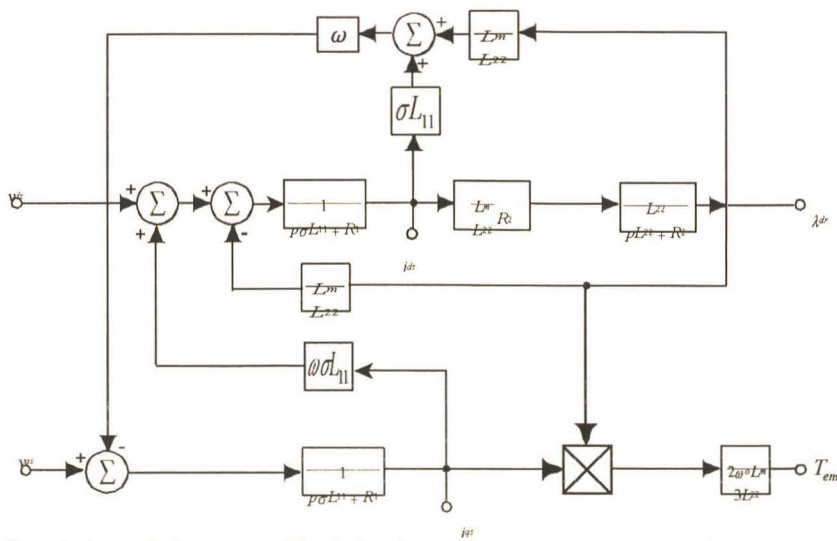 ω
Σ
+
+
Lm
L22
σL11
+
Σ
+
+
Σ
-
1
pσL11 + R1
Lm
L22
R2
L22
pL22 + R2
λdr
ids
Lm
L22
ωσL11
-
+
Σ
1
pσL11 + R1
2ωoLm
3L22
Tem
iqs